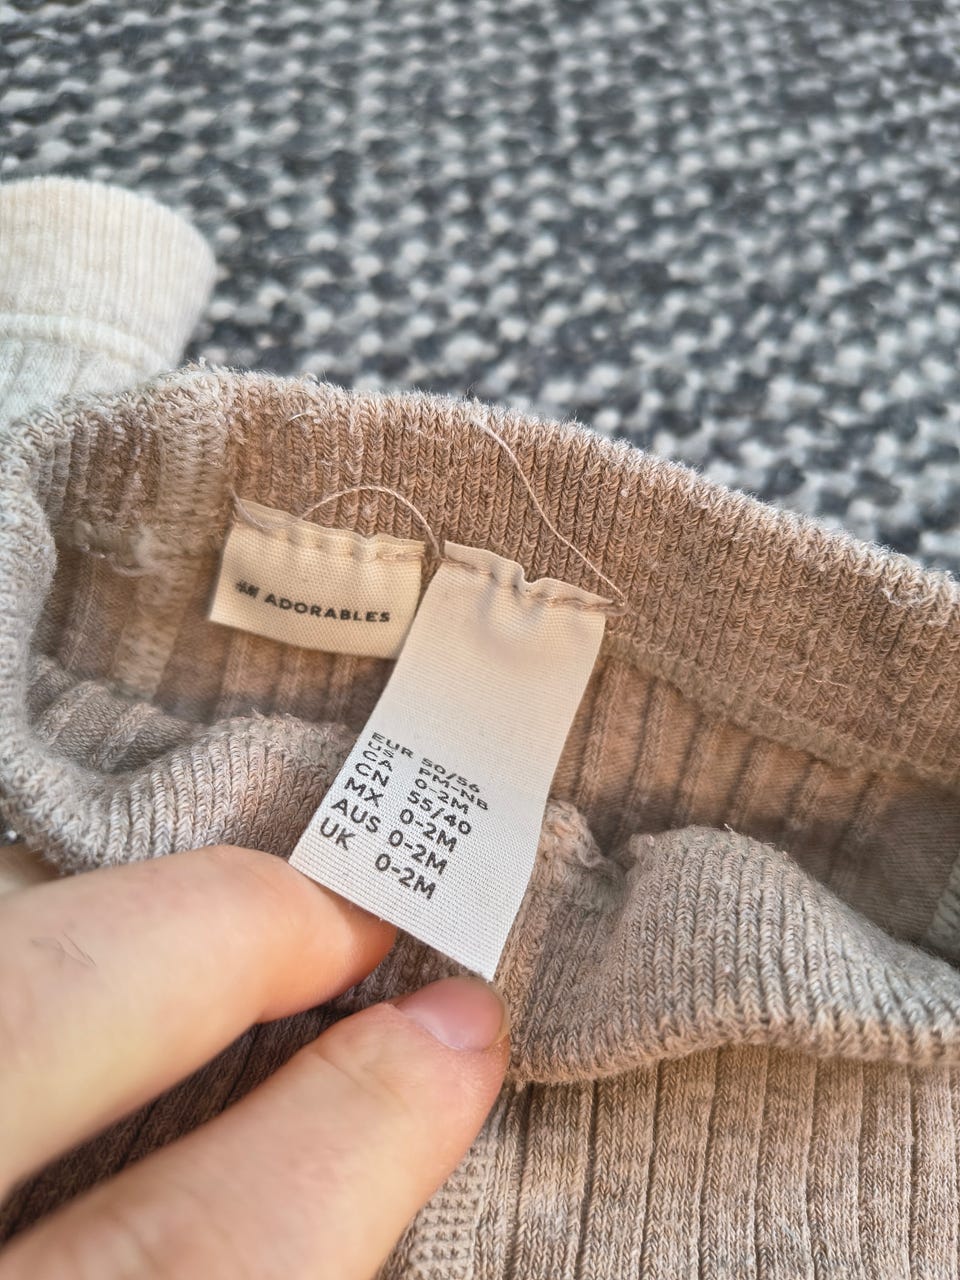 H&M ADORABLES
EUR 50/56
US PM-NB
CA 0-2M
CN 55/40
MX 0-2M
AUS 0-2M
UK 0-2M